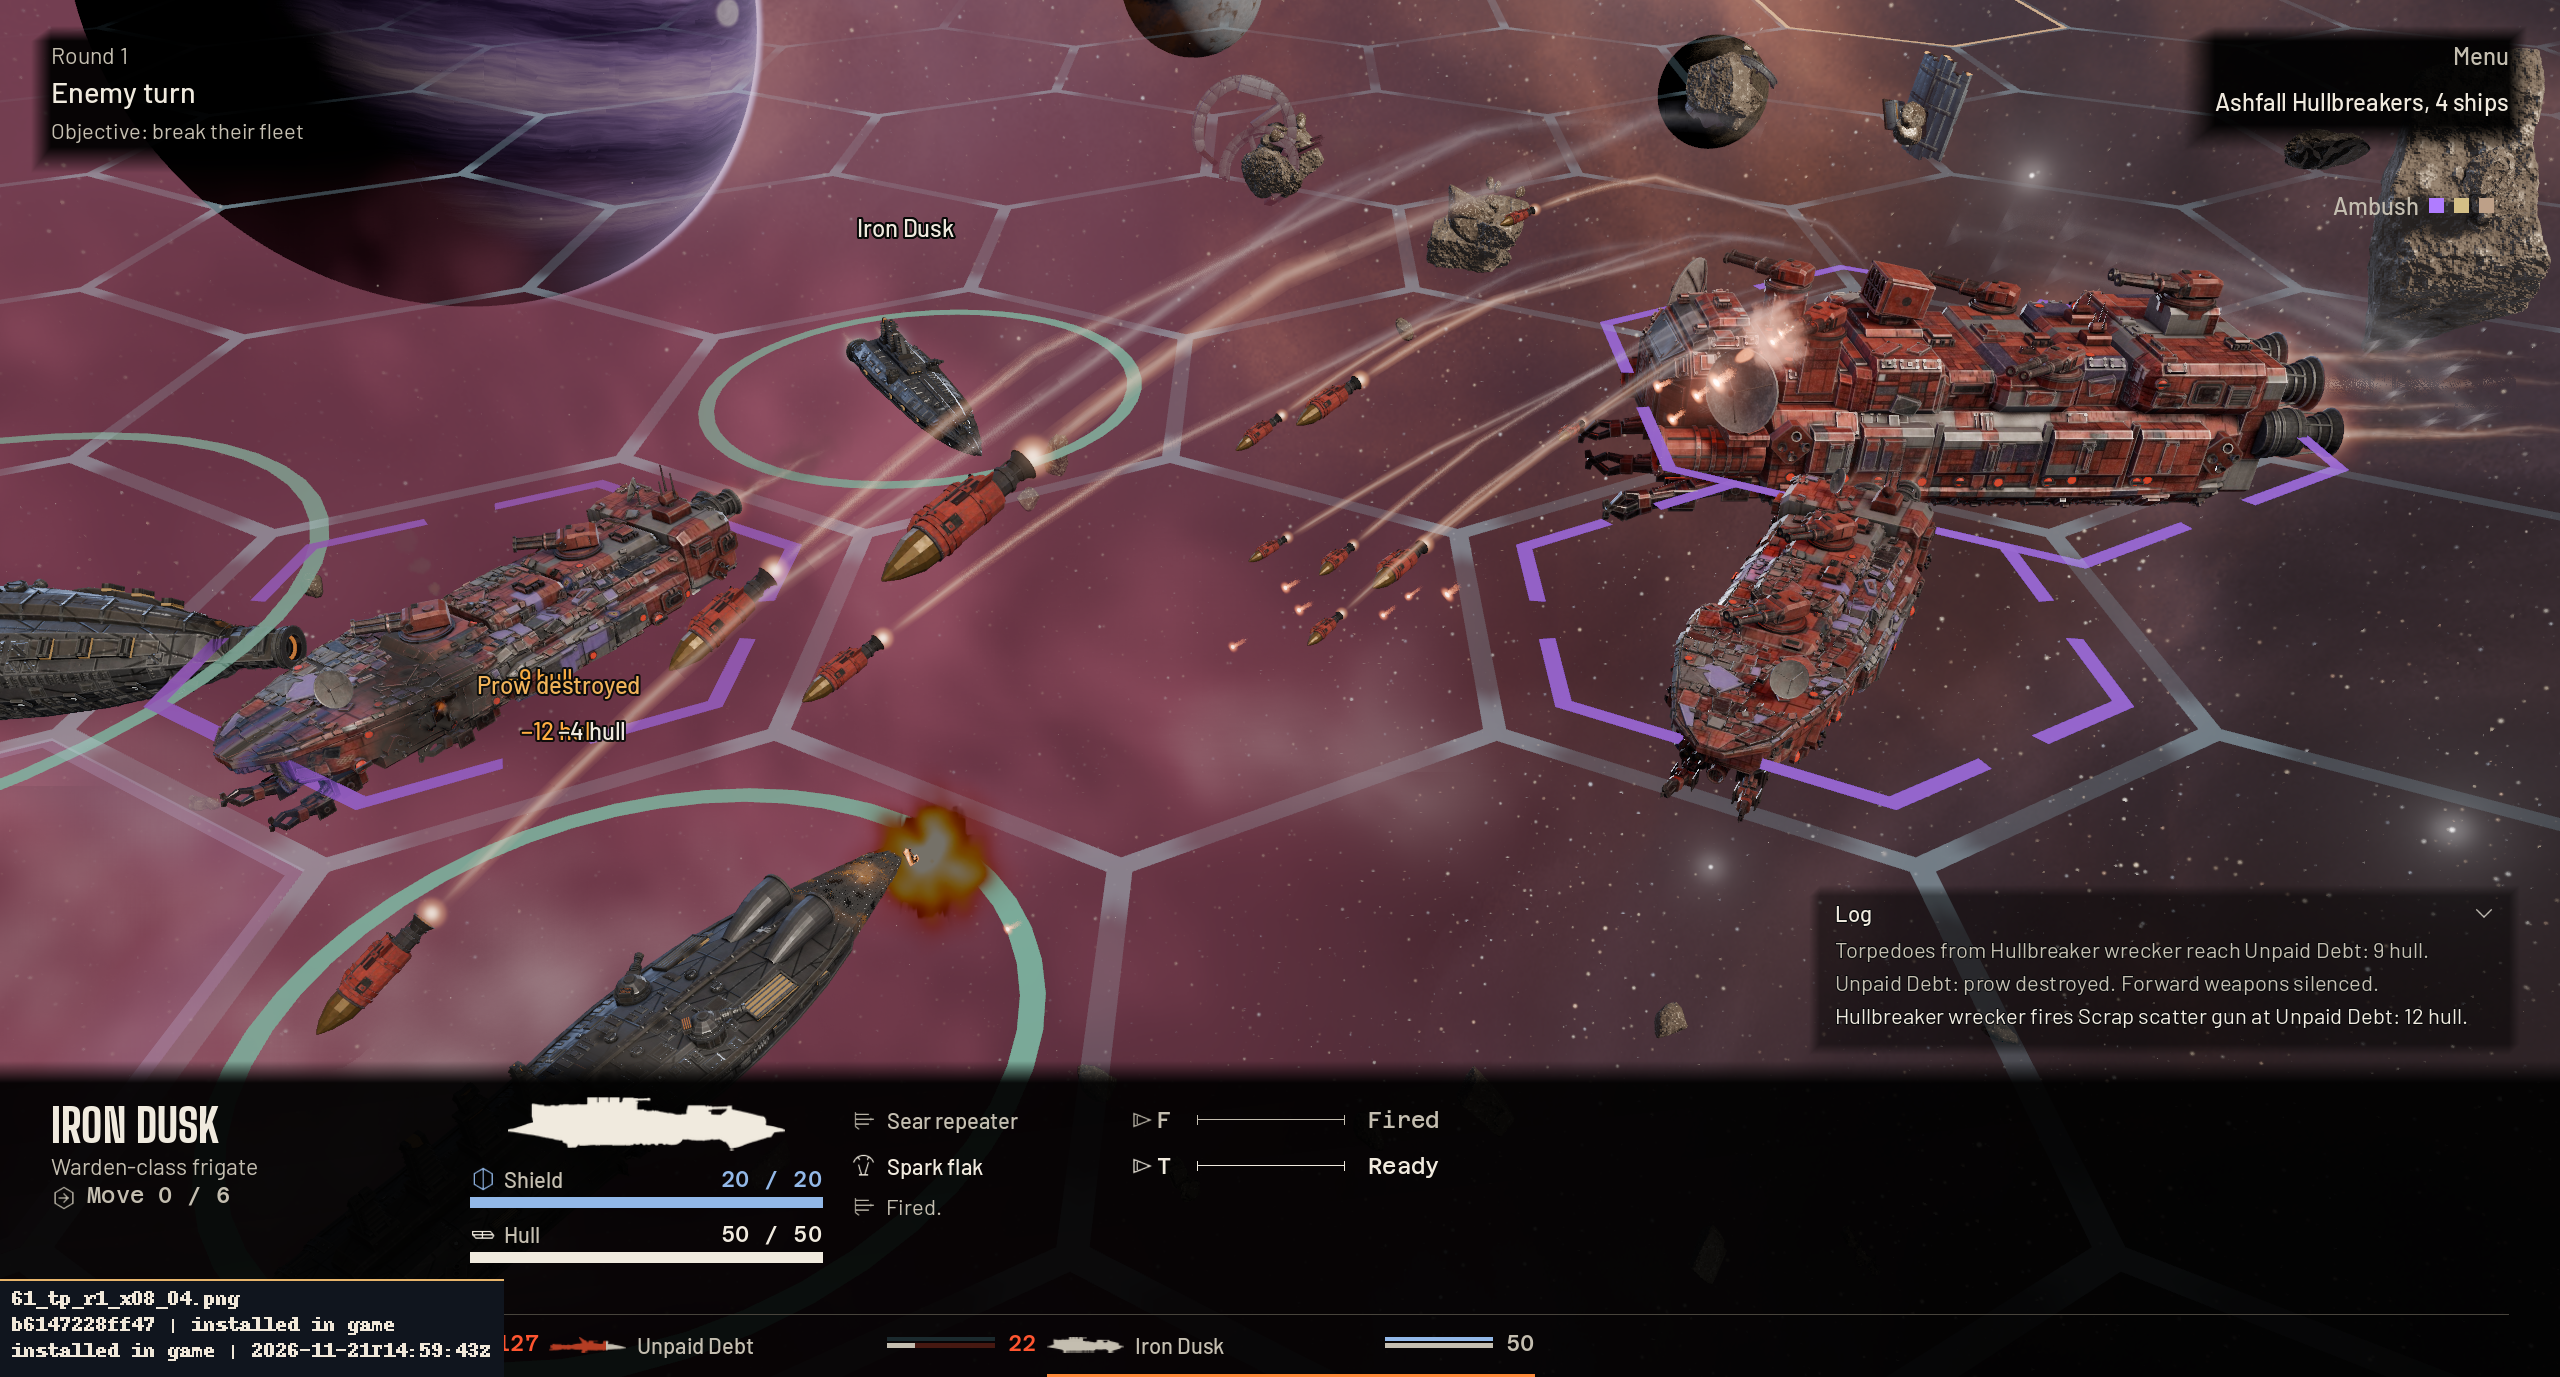 Round 1
Enemy turn
Objective: break their fleet
Menu
Ashfall Hullbreakers, 4 ships
Ambush
Iron Dusk
Prow destroyed
hull
Log
Torpedoes from Hullbreaker wrecker reach Unpaid Debt: 9 hull.
Unpaid Debt: prow destroyed. Forward weapons silenced.
Hullbreaker wrecker fires Scrap scatter gun at Unpaid Debt: 12 hull.
IRON DUSK
Warden-class frigate
Move 0 / 6
Shield 20 / 20
Hull 50 / 50
Sear repeater F Fired
Spark flak T Ready
Fired.
61_tp_r1_x08_04.png
b6147228ff47 | installed in game
installed in game | 2026-11-21r14:59:43z
127 Unpaid Debt 22 Iron Dusk 50